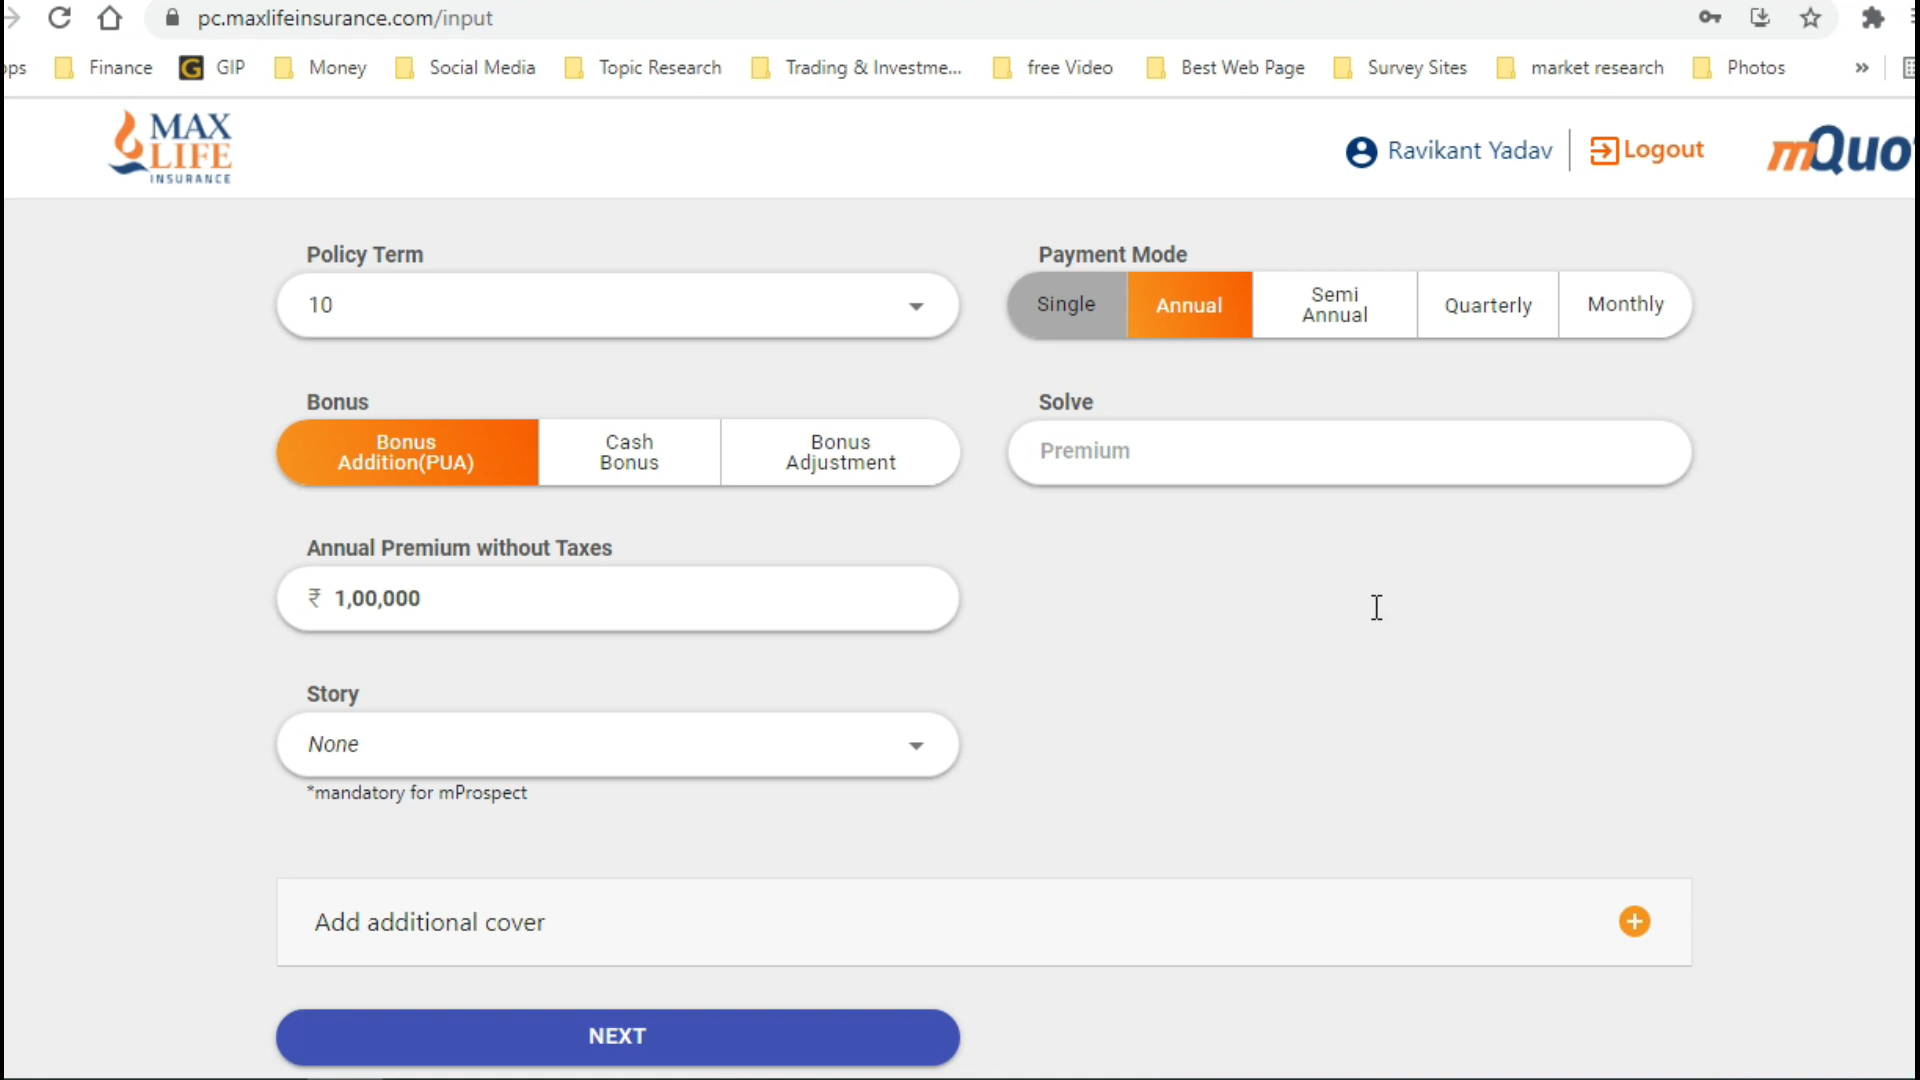 pc.maxlifeinsurance.com/input
Finance GIP Money Social Media Topic Research Trading & Investme... free Video Best Web Page Survey Sites market research Photos »
MAX
LIFE
INSURANCE
Ravikant Yadav Logout
Policy Term
10
Payment Mode
Single Annual Semi Annual Quarterly Monthly
Bonus
Bonus Addition(PUA) Cash Bonus Bonus Adjustment
Solve
Premium
Annual Premium without Taxes
₹ 1,00,000
Story
None
*mandatory for mProspect
Add additional cover
NEXT